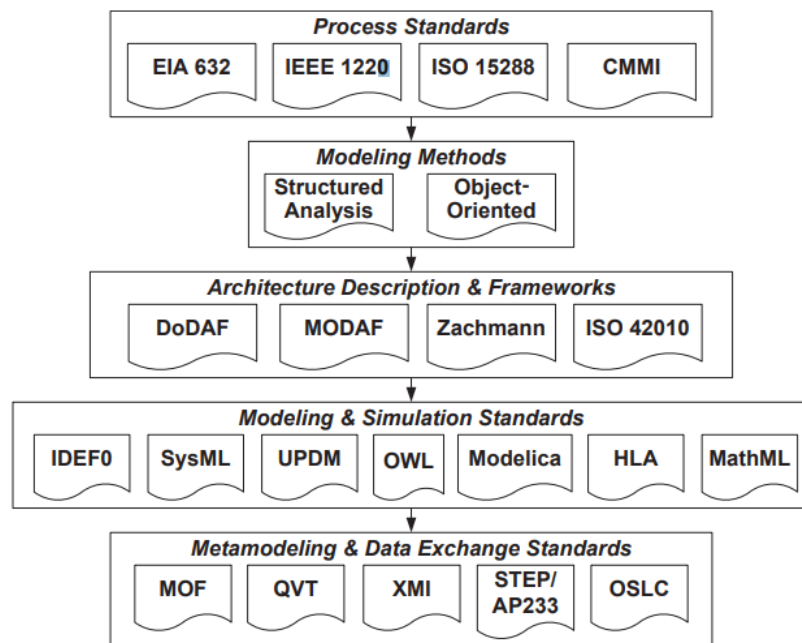 Process Standards
EIA 632 IEEE 1220 ISO 15288 CMMI
Modeling Methods
Structured Object-
Analysis Oriented
Architecture Description & Frameworks
DoDAF MODAF Zachmann ISO 42010
Modeling & Simulation Standards
IDEF0 SysML UPDM OWL Modelica HLA MathML
Metamodeling & Data Exchange Standards
MOF QVT XMI STEP/ OSLC
AP233